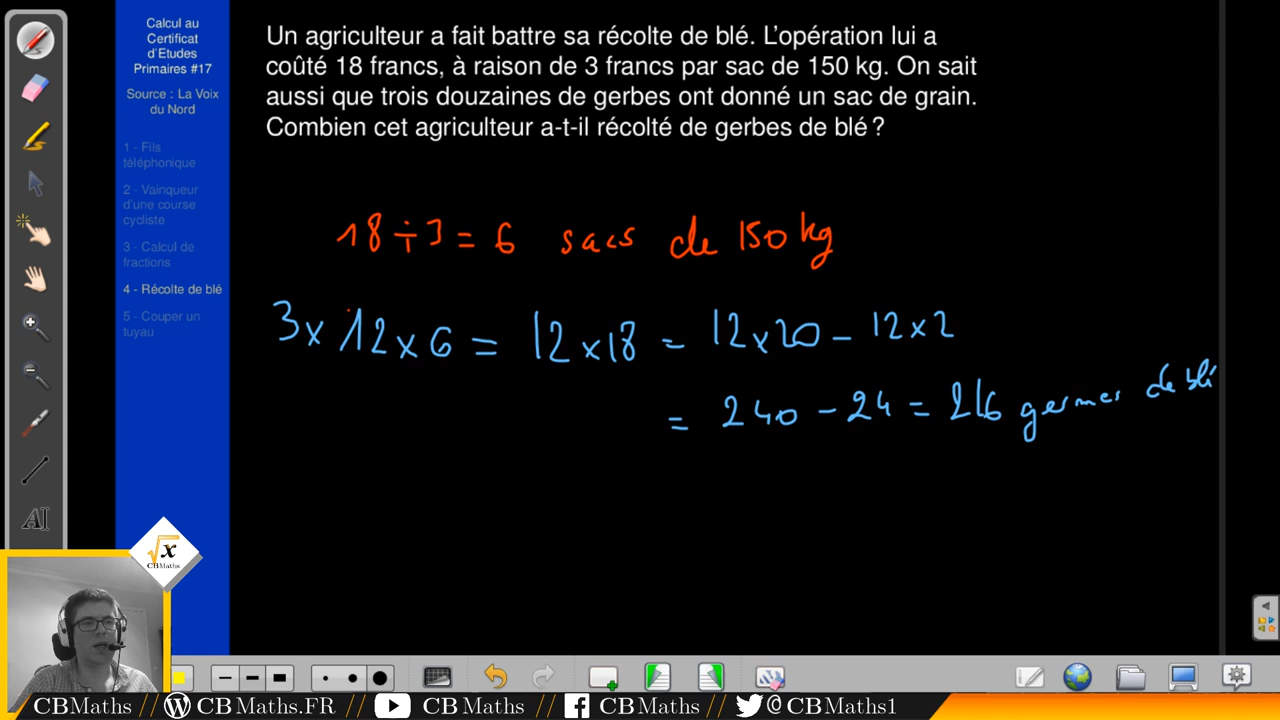 Calcul au
Certificat
d'Etudes
Primaires #17
Source : La Voix
du Nord
1 - Fils
téléphonique
2 - Vainqueur
d'une course
cycliste
3 - Calcul de
fractions
4 - Récolte de blé
5 - Couper un
tuyau
Un agriculteur a fait battre sa récolte de blé. L'opération lui a
coûté 18 francs, à raison de 3 francs par sac de 150 kg. On sait
aussi que trois douzaines de gerbes ont donné un sac de grain.
Combien cet agriculteur a-t-il récolté de gerbes de blé ?
18 ÷ 3 = 6 sacs de 150 kg
3 x 12 x 6 = 12 x 18 = 12 x 20 - 12 x 2
= 240 - 24 = 216 germes de blé
AI
√x
CBMaths
CBMaths // CBMaths.FR // CBMaths // CBMaths // @CBMaths1